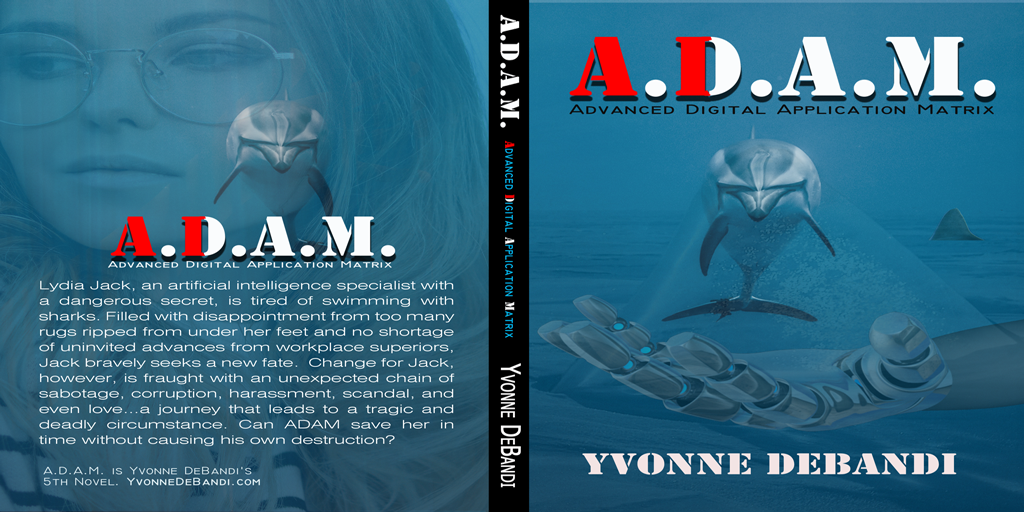 A.D.A.M.
Advanced Digital Application Matrix
Lydia Jack, an artificial intelligence specialist with
a dangerous secret, is tired of swimming with
sharks. Filled with disappointment from too many
rugs ripped from under her feet and no shortage
of uninvited advances from workplace superiors,
Jack bravely seeks a new fate.  Change for Jack,
however, is fraught with an unexpected chain of
sabotage, corruption, harassment, scandal, and
even love...a journey that leads to a tragic and
deadly circumstance. Can ADAM save her in
time without causing his own destruction?
A.D.A.M. is Yvonne DeBandi's
5th Novel. YvonneDeBandi.com
A.D.A.M. Advanced Digital Application Matrix Yvonne DeBandi
A.D.A.M.
Advanced Digital Application Matrix
YVONNE DEBANDI